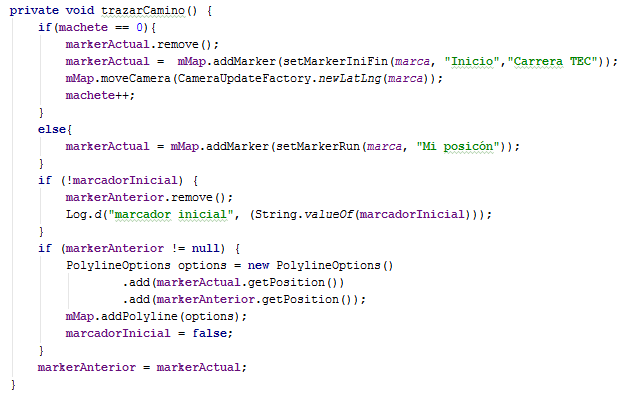 private void trazarCamino() {
if(machete == 0){
markerActual.remove();
markerActual =  mMap.addMarker(setMarkerIniFin(marca, "Inicio","Carrera TEC"));
mMap.moveCamera(CameraUpdateFactory.newLatLng(marca));
machete++;
}
else{
markerActual = mMap.addMarker(setMarkerRun(marca, "Mi posicón"));
}
if (!marcadorInicial) {
markerAnterior.remove();
Log.d("marcador inicial", (String.valueOf(marcadorInicial)));
}
if (markerAnterior != null) {
PolylineOptions options = new PolylineOptions()
.add(markerActual.getPosition())
.add(markerAnterior.getPosition());
mMap.addPolyline(options);
marcadorInicial = false;
}
markerAnterior = markerActual;
}